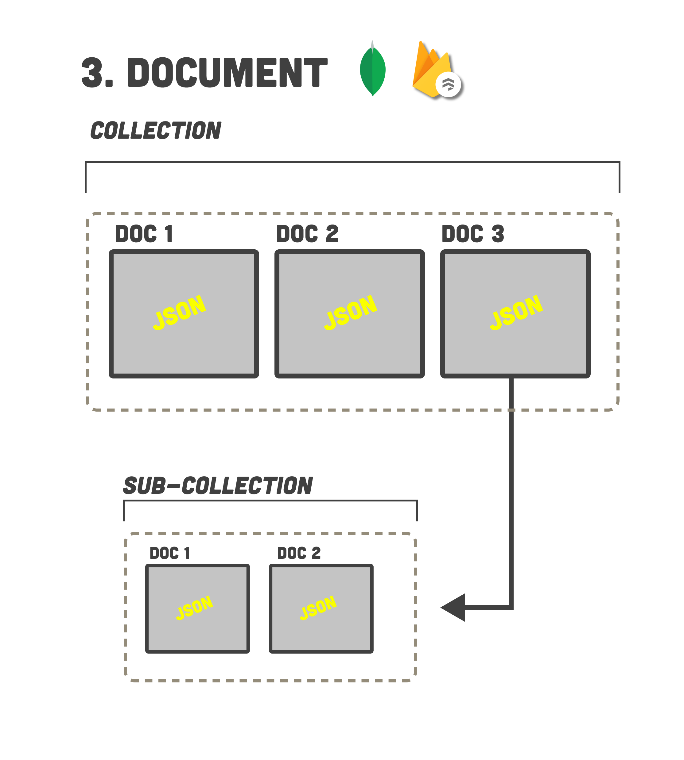 3. DOCUMENT
COLLECTION
DOC 1 DOC 2 DOC 3
JSON JSON JSON
SUB-COLLECTION
DOC 1 DOC 2
JSON JSON